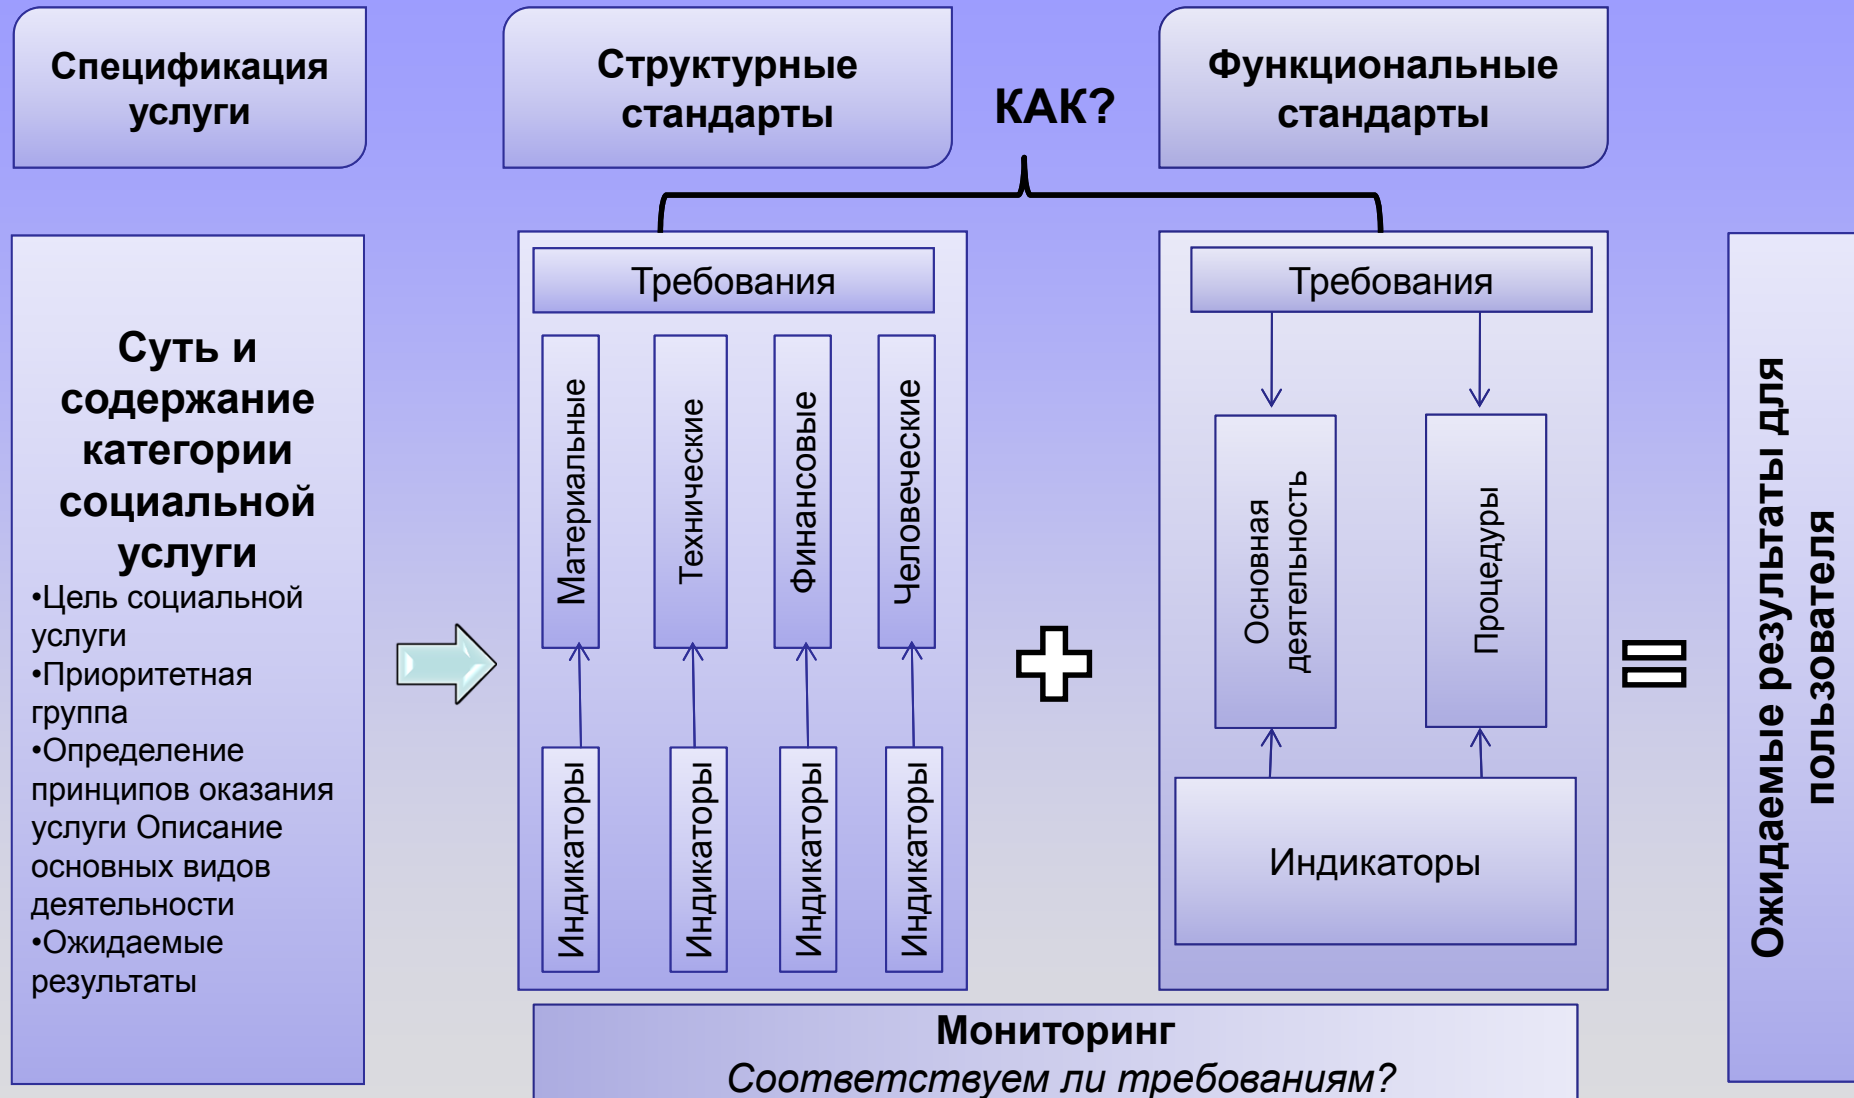 Спецификация
услуги
Структурные
стандарты
КАК?
Функциональные
стандарты
Суть и
содержание
категории
социальной
услуги
•Цель социальной
услуги
•Приоритетная
группа
•Определение
принципов оказания
услуги Описание
основных видов
деятельности
•Ожидаемые
результаты
Требования
Материальные
Технические
Финансовые
Человеческие
Индикаторы
Индикаторы
Индикаторы
Индикаторы
Требования
Основная
деятельность
Процедуры
Индикаторы
Ожидаемые результаты для
пользователя
Мониторинг
Соответствуем ли требованиям?